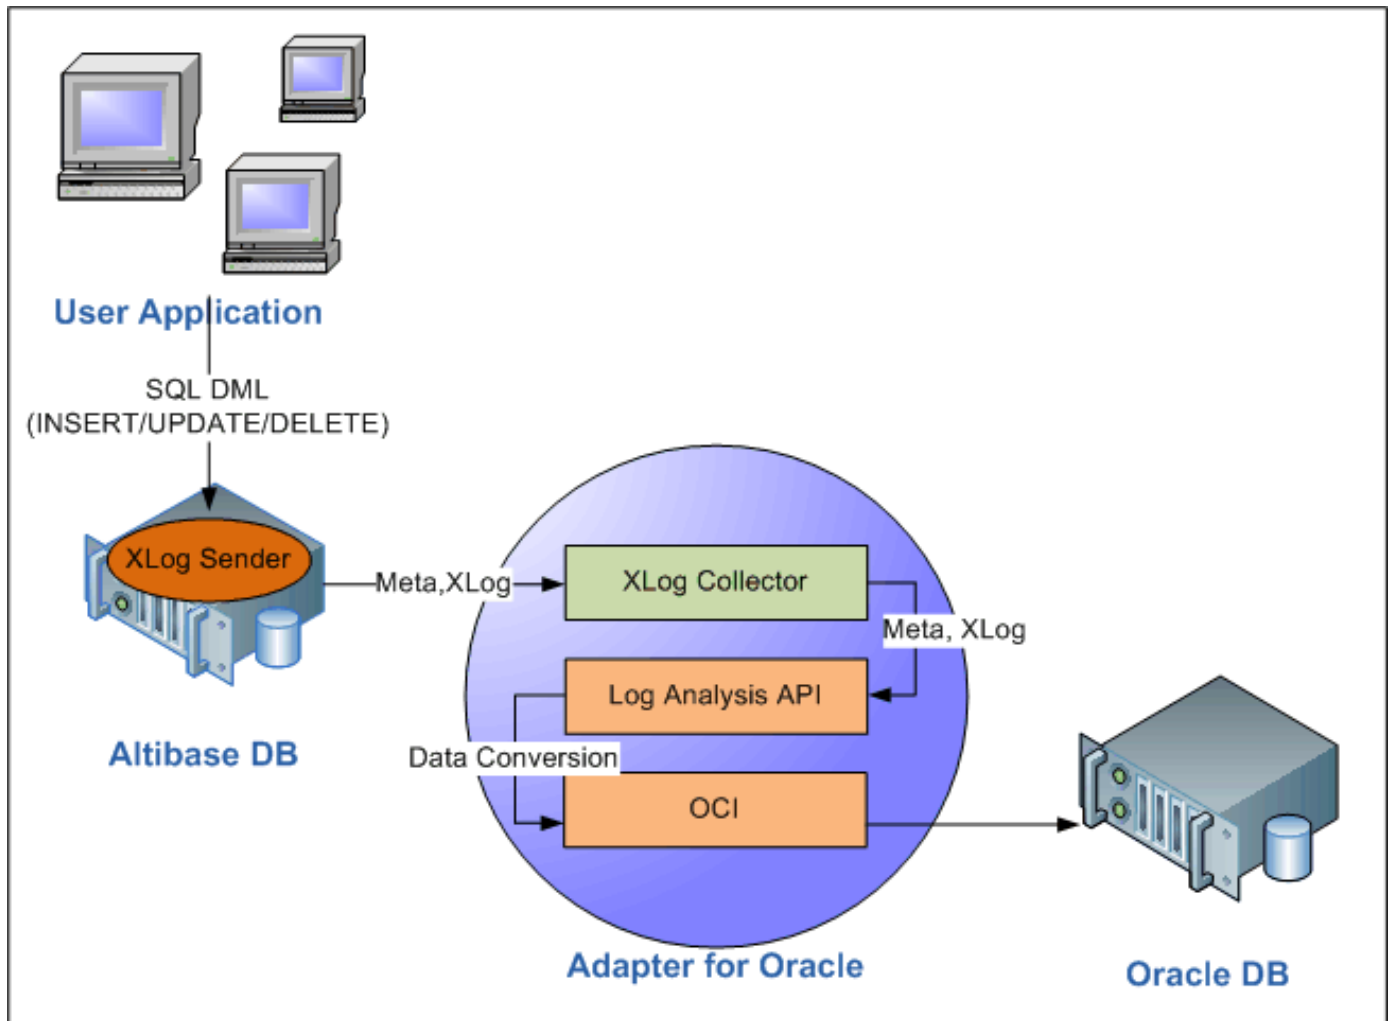 User Application
SQL DML
(INSERT/UPDATE/DELETE)
XLog Sender
Meta,XLog
XLog Collector
Meta, XLog
Log Analysis API
Altibase DB
Data Conversion
OCI
Adapter for Oracle
Oracle DB